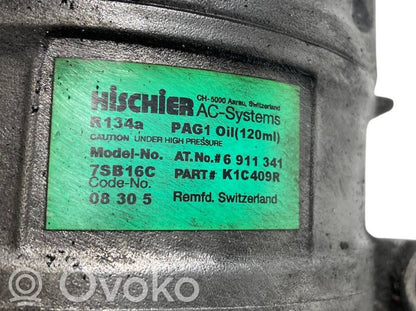 CH-5000 Aarau, Switzerland
HISCHIER AC-Systems
R134a PAG1 Oil(120ml)
CAUTION UNDER HIGH PRESSURE
Model-No. AT.No.# 6 911 341
7SB16C PART# K1C409R
Code-No.
08 30 5 Remfd. Switzerland
Ovoko